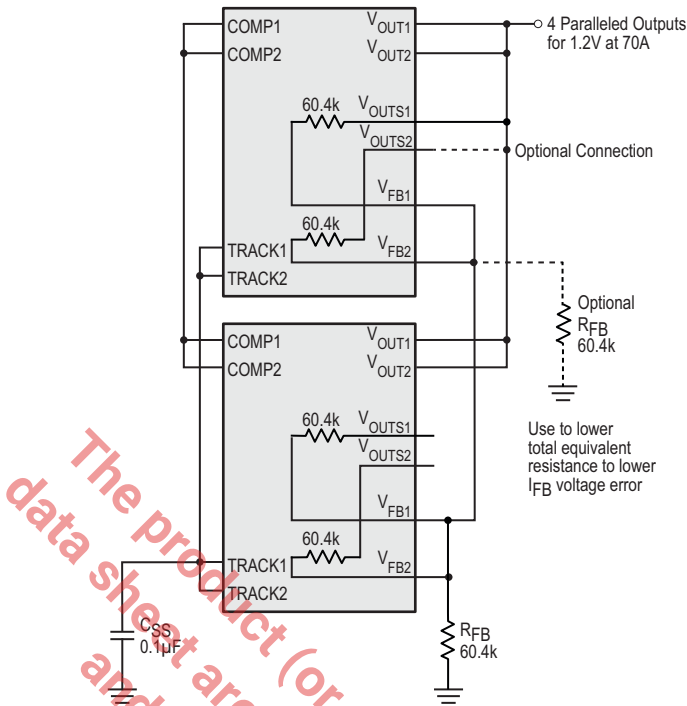 COMP1
COMP2
VOUT1
VOUT2
4 Paralleled Outputs
for 1.2V at 70A
60.4k
VOUTS1
VOUTS2
Optional Connection
VFB1
60.4k
VFB2
TRACK1
TRACK2
Optional
RFB
60.4k
COMP1
COMP2
VOUT1
VOUT2
60.4k
VOUTS1
VOUTS2
Use to lower
total equivalent
resistance to lower
IFB voltage error
VFB1
60.4k
VFB2
TRACK1
TRACK2
CSS
0.1µF
RFB
60.4k
The product (or
data sheet are
and